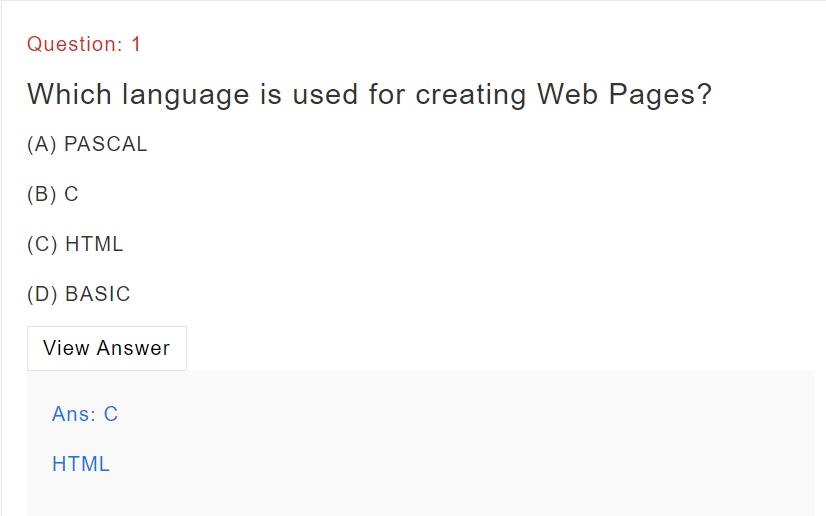 Question: 1
Which language is used for creating Web Pages?
(A) PASCAL
(B) C
(C) HTML
(D) BASIC
View Answer
Ans: C
HTML